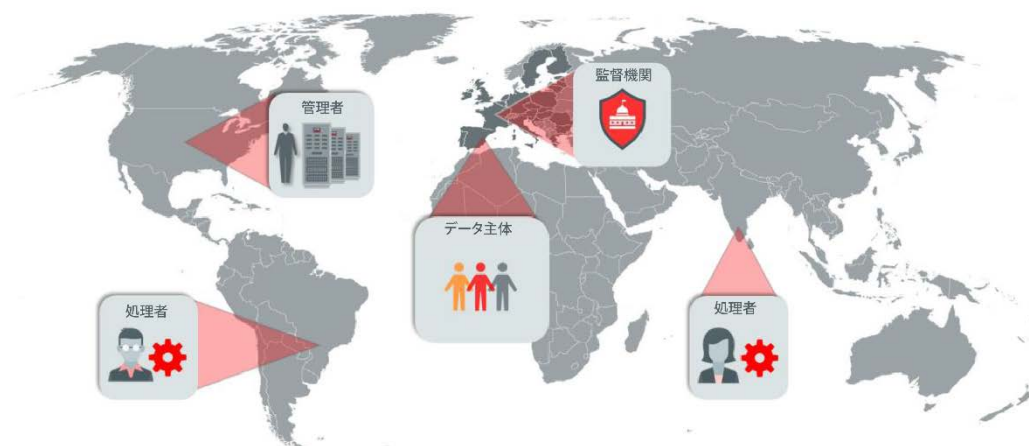 監督機関
管理者
データ主体
処理者
処理者